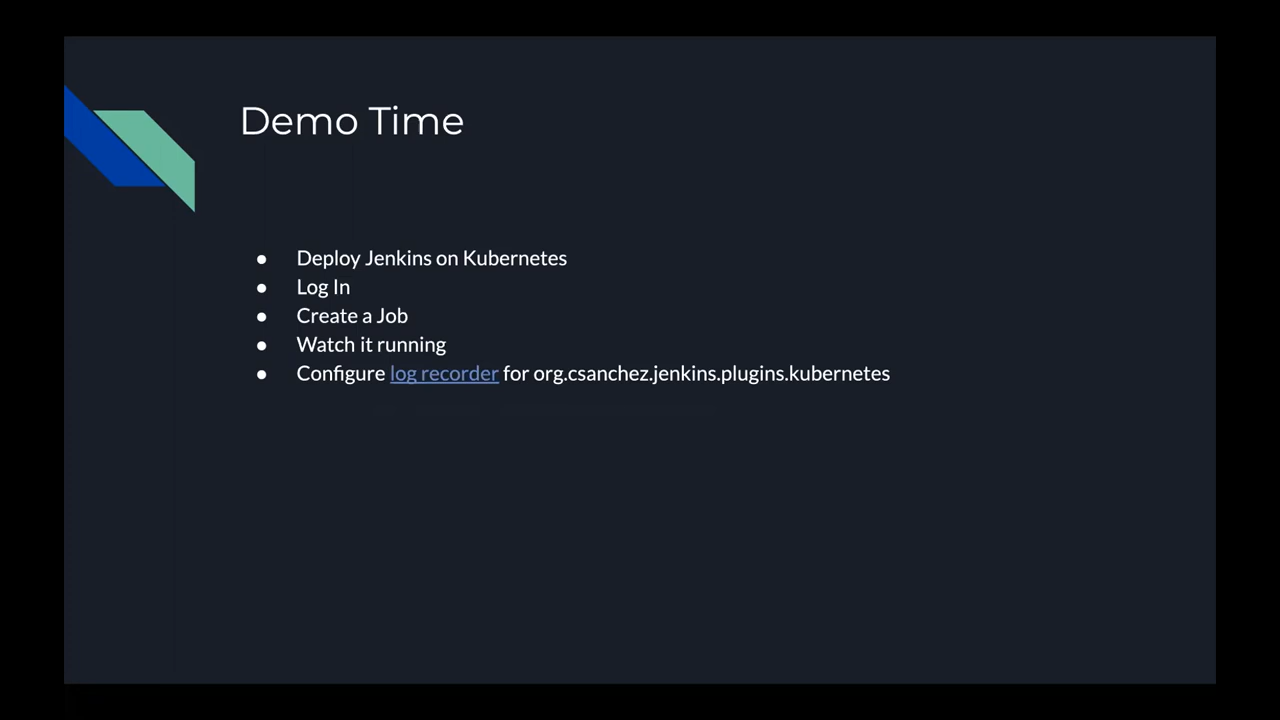 Demo Time
● Deploy Jenkins on Kubernetes
● Log In
● Create a Job
● Watch it running
● Configure log recorder for org.csanchez.jenkins.plugins.kubernetes